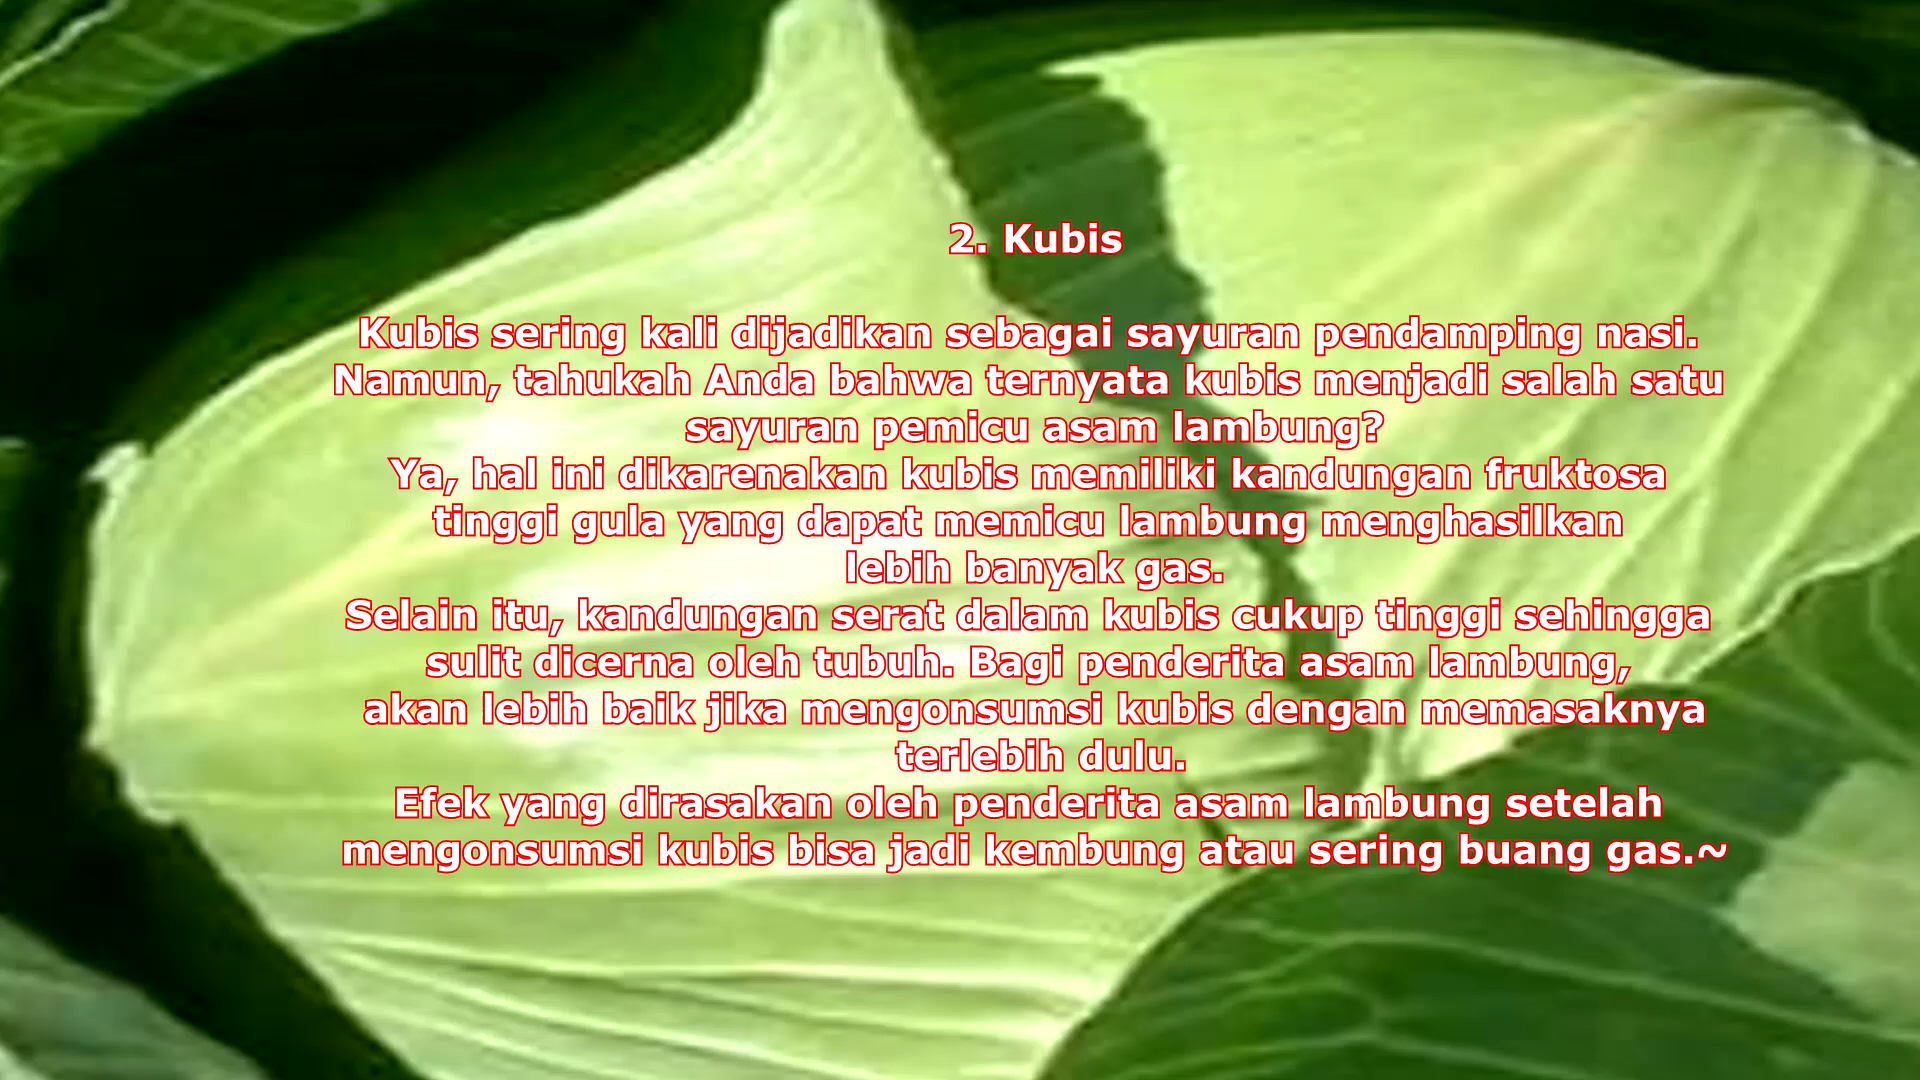 2. Kubis
Kubis sering kali dijadikan sebagai sayuran pendamping nasi.
Namun, tahukah Anda bahwa ternyata kubis menjadi salah satu
sayuran pemicu asam lambung?
Ya, hal ini dikarenakan kubis memiliki kandungan fruktosa
tinggi gula yang dapat memicu lambung menghasilkan
lebih banyak gas.
Selain itu, kandungan serat dalam kubis cukup tinggi sehingga
sulit dicerna oleh tubuh. Bagi penderita asam lambung,
akan lebih baik jika mengonsumsi kubis dengan memasaknya
terlebih dulu.
Efek yang dirasakan oleh penderita asam lambung setelah
mengonsumsi kubis bisa jadi kembung atau sering buang gas.~